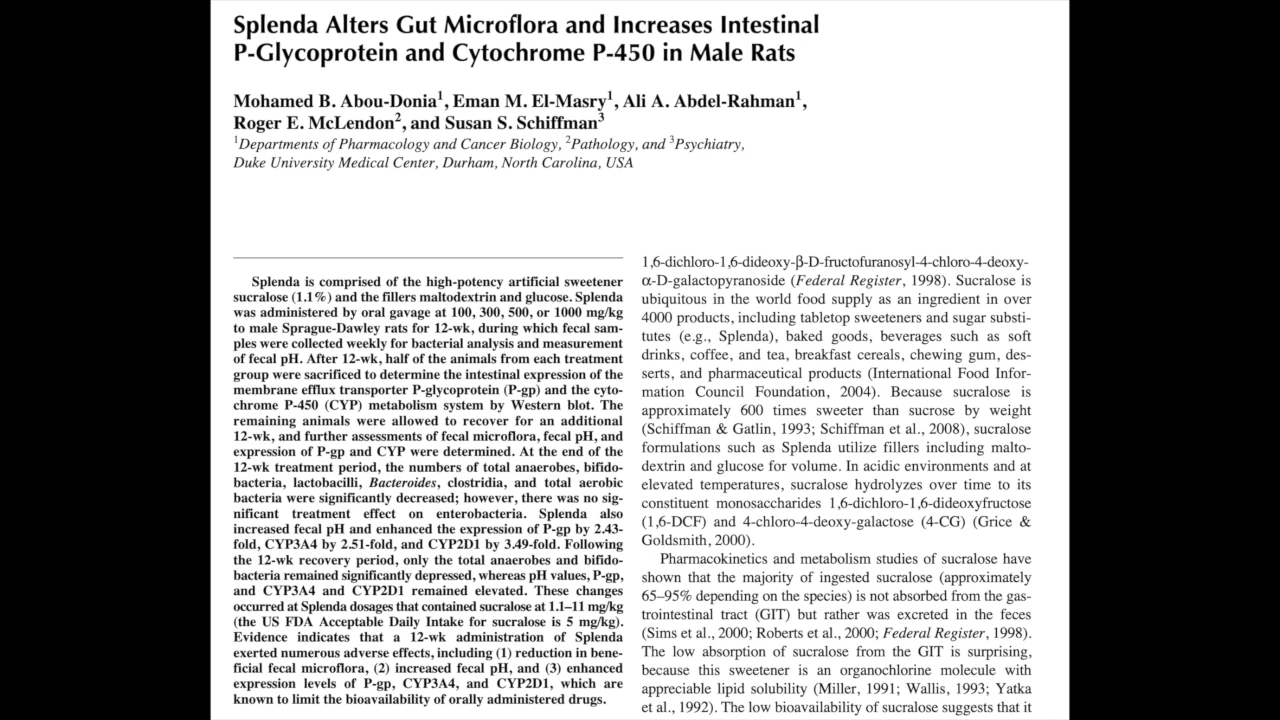 Splenda Alters Gut Microflora and Increases Intestinal
P-Glycoprotein and Cytochrome P-450 in Male Rats
Mohamed B. Abou-Donia1, Eman M. El-Masry1, Ali A. Abdel-Rahman1,
Roger E. McLendon2, and Susan S. Schiffman3
1Departments of Pharmacology and Cancer Biology, 2Pathology, and 3Psychiatry,
Duke University Medical Center, Durham, North Carolina, USA
Splenda is comprised of the high-potency artificial sweetener
sucralose (1.1%) and the fillers maltodextrin and glucose. Splenda
was administered by oral gavage at 100, 300, 500, or 1000 mg/kg
to male Sprague-Dawley rats for 12-wk, during which fecal sam-
ples were collected weekly for bacterial analysis and measurement
of fecal pH. After 12-wk, half of the animals from each treatment
group were sacrificed to determine the intestinal expression of the
membrane efflux transporter P-glycoprotein (P-gp) and the cyto-
chrome P-450 (CYP) metabolism system by Western blot. The
remaining animals were allowed to recover for an additional
12-wk, and further assessments of fecal microflora, fecal pH, and
expression of P-gp and CYP were determined. At the end of the
12-wk treatment period, the numbers of total anaerobes, bifido-
bacteria, lactobacilli, Bacteroides, clostridia, and total aerobic
bacteria were significantly decreased; however, there was no sig-
nificant treatment effect on enterobacteria. Splenda also
increased fecal pH and enhanced the expression of P-gp by 2.43-
fold, CYP3A4 by 2.51-fold, and CYP2D1 by 3.49-fold. Following
the 12-wk recovery period, only the total anaerobes and bifido-
bacteria remained significantly depressed, whereas pH values, P-gp,
and CYP3A4 and CYP2D1 remained elevated. These changes
occurred at Splenda dosages that contained sucralose at 1.1–11 mg/kg
(the US FDA Acceptable Daily Intake for sucralose is 5 mg/kg).
Evidence indicates that a 12-wk administration of Splenda
exerted numerous adverse effects, including (1) reduction in bene-
ficial fecal microflora, (2) increased fecal pH, and (3) enhanced
expression levels of P-gp, CYP3A4, and CYP2D1, which are
known to limit the bioavailability of orally administered drugs.
1,6-dichloro-1,6-dideoxy-β-D-fructofuranosyl-4-chloro-4-deoxy-
α-D-galactopyranoside (Federal Register, 1998). Sucralose is
ubiquitous in the world food supply as an ingredient in over
4000 products, including tabletop sweeteners and sugar substi-
tutes (e.g., Splenda), baked goods, beverages such as soft
drinks, coffee, and tea, breakfast cereals, chewing gum, des-
serts, and pharmaceutical products (International Food Infor-
mation Council Foundation, 2004). Because sucralose is
approximately 600 times sweeter than sucrose by weight
(Schiffman & Gatlin, 1993; Schiffman et al., 2008), sucralose
formulations such as Splenda utilize fillers including malto-
dextrin and glucose for volume. In acidic environments and at
elevated temperatures, sucralose hydrolyzes over time to its
constituent monosaccharides 1,6-dichloro-1,6-dideoxyfructose
(1,6-DCF) and 4-chloro-4-deoxy-galactose (4-CG) (Grice &
Goldsmith, 2000).
Pharmacokinetics and metabolism studies of sucralose have
shown that the majority of ingested sucralose (approximately
65–95% depending on the species) is not absorbed from the gas-
trointestinal tract (GIT) but rather was excreted in the feces
(Sims et al., 2000; Roberts et al., 2000; Federal Register, 1998).
The low absorption of sucralose from the GIT is surprising,
because this sweetener is an organochlorine molecule with
appreciable lipid solubility (Miller, 1991; Wallis, 1993; Yatka
et al., 1992). The low bioavailability of sucralose suggests that it